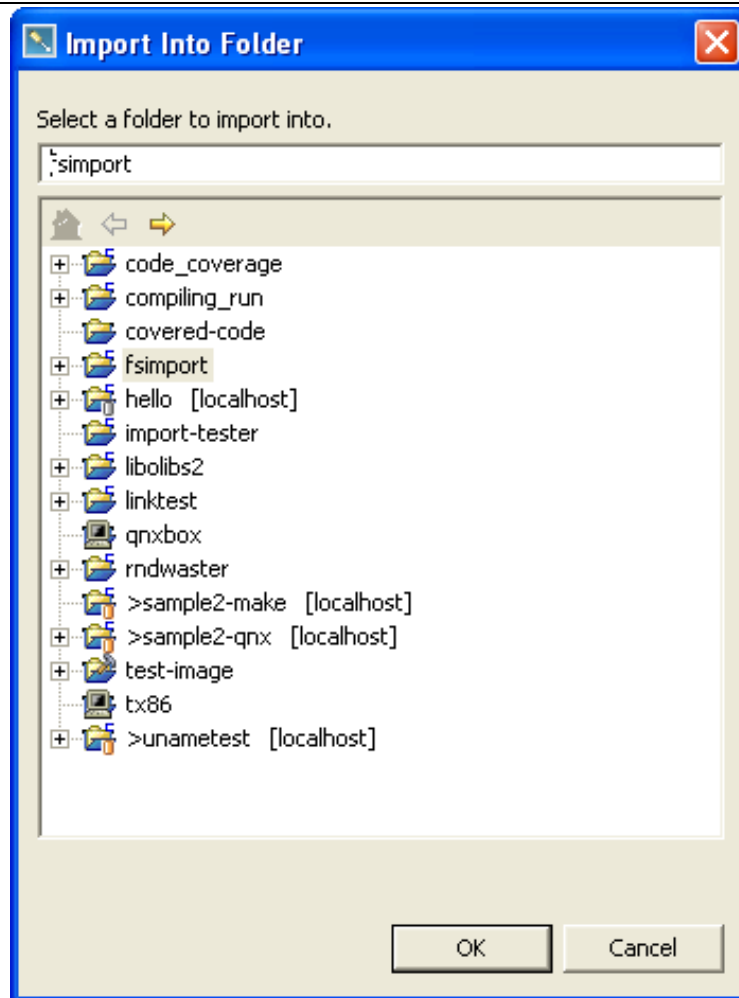 Import Into Folder
Select a folder to import into.
fsimport
code_coverage
compiling_run
covered-code
fsimport
hello [localhost]
import-tester
libolibs2
linktest
qnxbox
rndwaster
>sample2-make [localhost]
>sample2-qnx [localhost]
test-image
tx86
>unametest [localhost]
OK Cancel